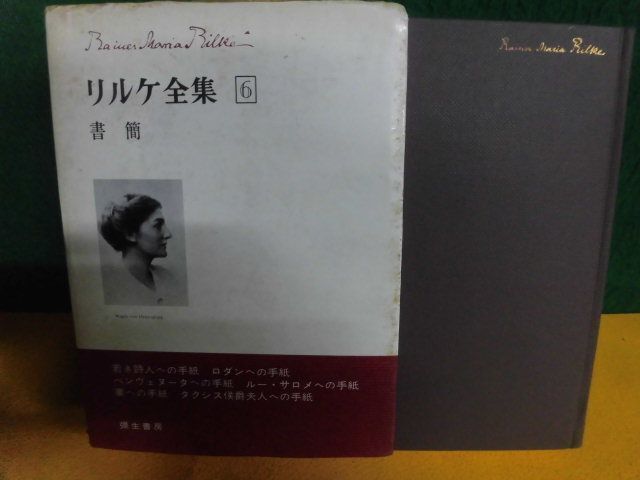 Rainer Maria Rilke
リルケ全集 6
書簡
若き詩人への手紙 ロダンへの手紙
ベンヴェヌータへの手紙 ルー・サロメへの手紙
妻への手紙 タクシス侯爵夫人への手紙
彌生書房
Rainer Maria Rilke